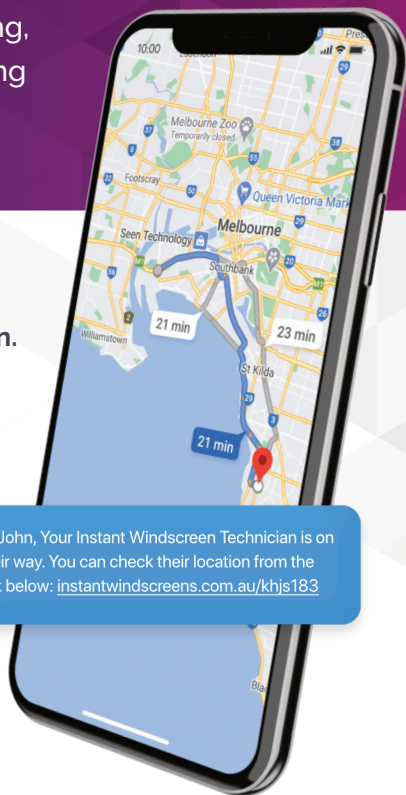 ng,
ng
n.
10:00
Melbourne Zoo
Temporarily closed
Footscray
Queen Victoria Mark
Melbourne
Seen Technology
Southbank
Williamstown
21 min
23 min
St Kilda
21 min
John, Your Instant Windscreen Technician is on
eir way. You can check their location from the
k below: instantwindscreens.com.au/khjs183
Bla